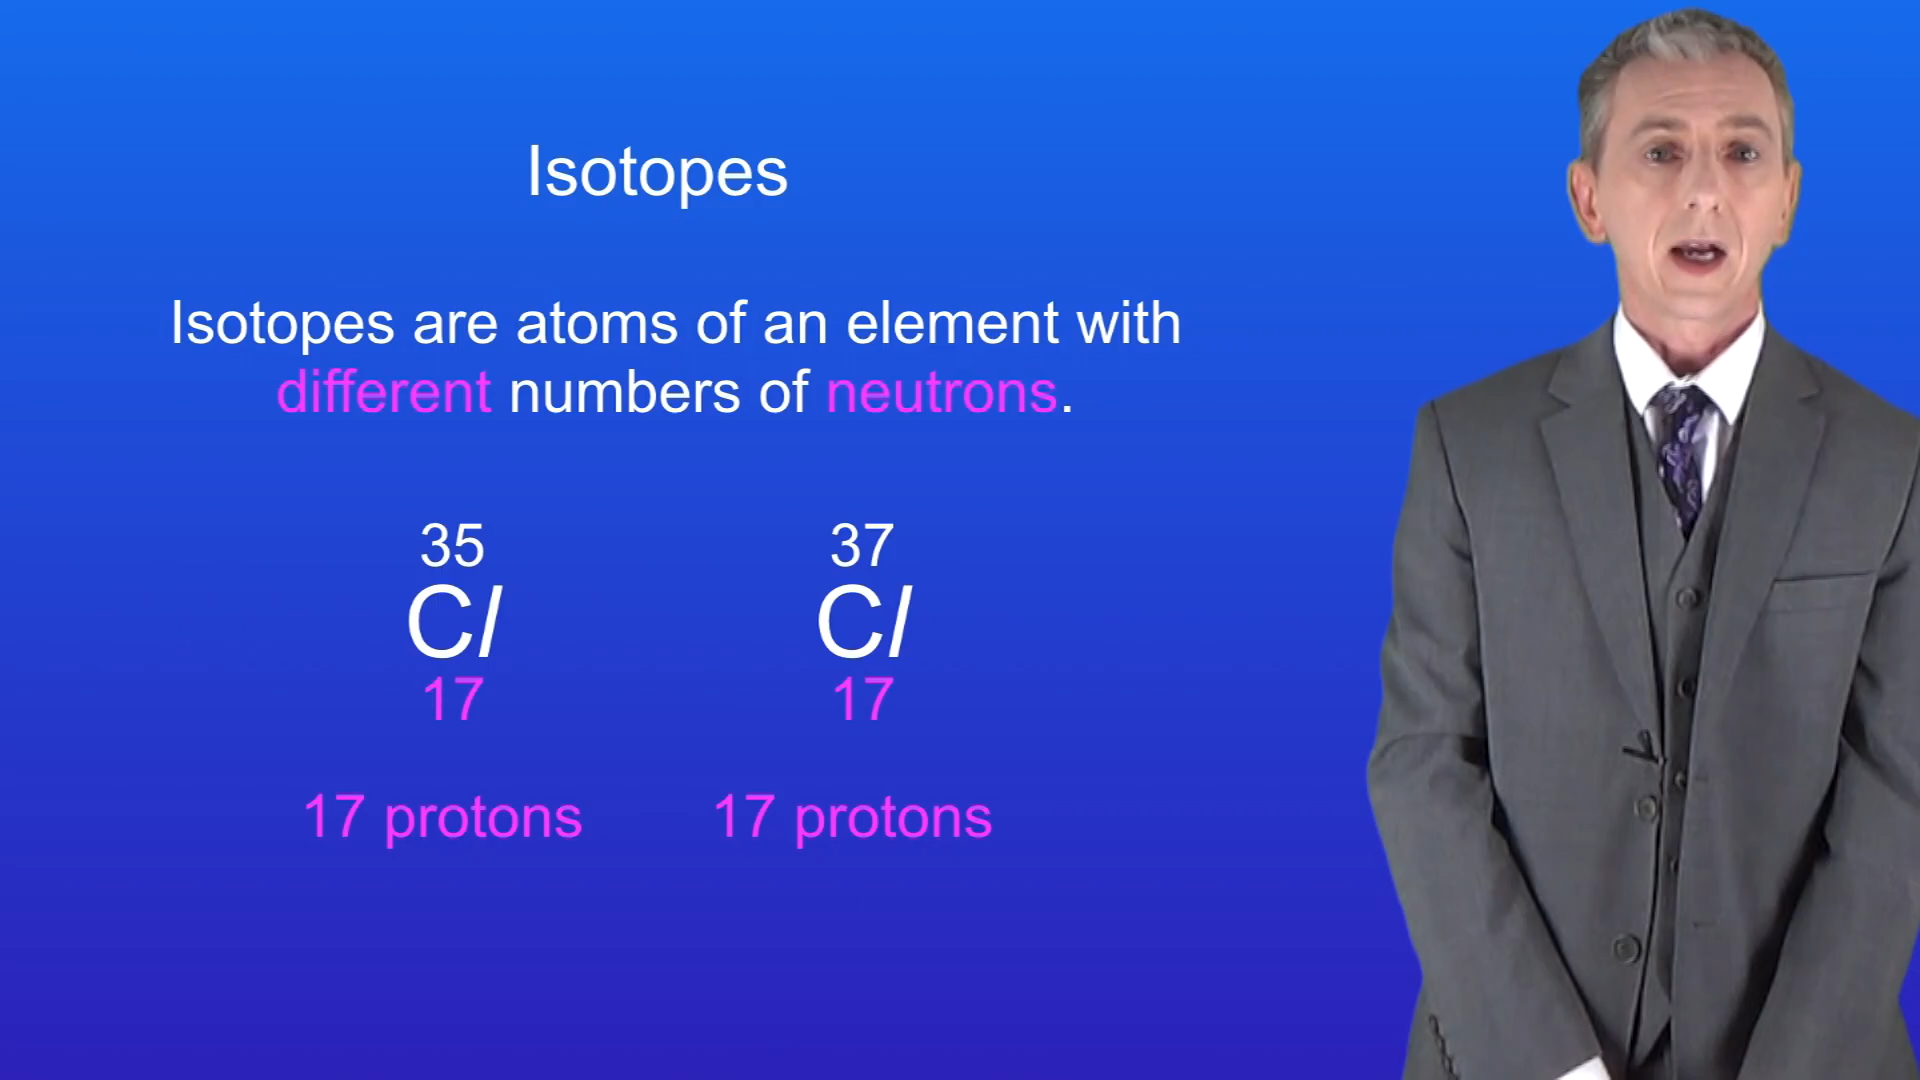 Isotopes
Isotopes are atoms of an element with
different numbers of neutrons.
35 37
Cl Cl
17 17
17 protons 17 protons